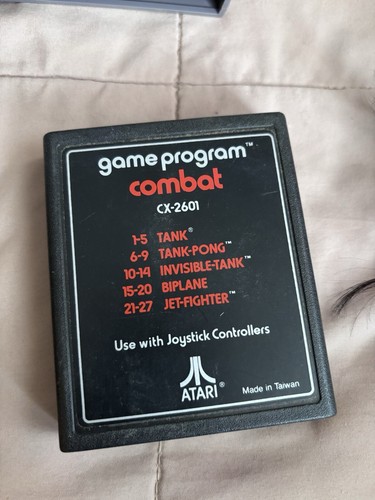 game program™
combat
CX-2601
1-5 TANK®
6-9 TANK-PONG™
10-14 INVISIBLE-TANK™
15-20 BIPLANE
21-27 JET-FIGHTER™
Use with Joystick Controllers
ATARI®
Made in Taiwan